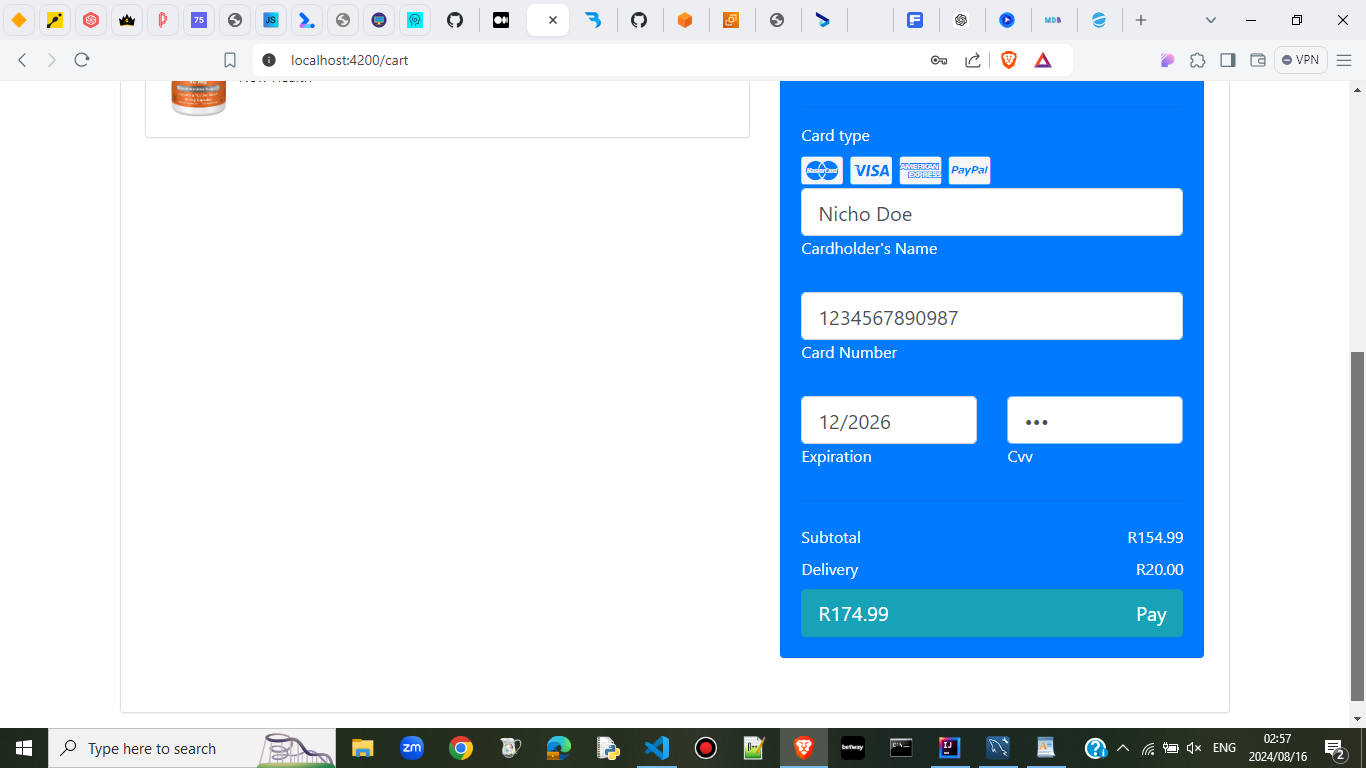 75
JS
MDB
localhost:4200/cart
VPN
Now Health
Card type
MasterCard VISA AMERICAN EXPRESS PayPal
Nicho Doe
Cardholder's Name
1234567890987
Card Number
12/2026 •••
Expiration Cvv
Subtotal R154.99
Delivery R20.00
R174.99 Pay
Type here to search
zm
betway
IJ
ENG
02:57
2024/08/16
2